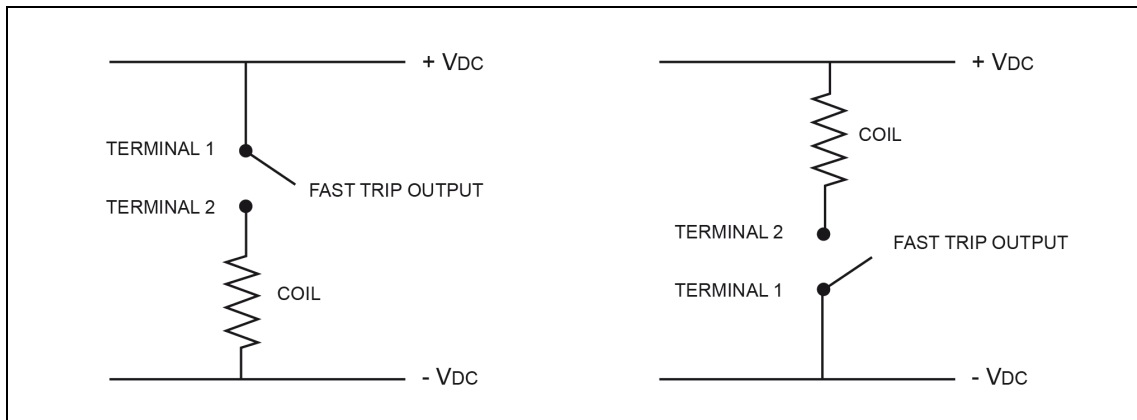 + VDC
TERMINAL 1
FAST TRIP OUTPUT
TERMINAL 2
COIL
- VDC
+ VDC
COIL
TERMINAL 2
FAST TRIP OUTPUT
TERMINAL 1
- VDC